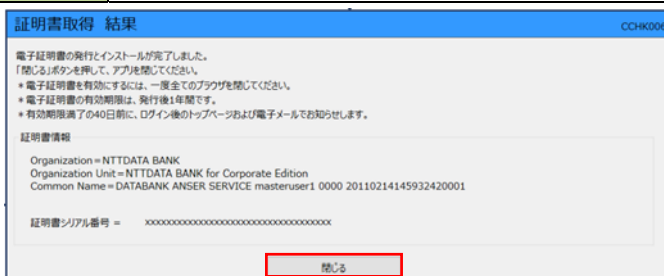 証明書取得 結果
CCHK006
電子証明書の発行とインストールが完了しました。
「閉じる」ボタンを押して、アプリを閉じてください。
＊電子証明書を有効にするには、一度全てのブラウザを閉じてください。
＊電子証明書の有効期限は、発行後1年間です。
＊有効期限満了の40日前に、ログイン後のトップページおよび電子メールでお知らせします。
証明書情報
Organization=NTTDATA BANK
Organization Unit=NTTDATA BANK for Corporate Edition
Common Name=DATABANK ANSER SERVICE masteruser1 0000 20110214145932420001
証明書シリアル番号 = xxxxxxxxxxxxxxxxxxxxxxxxxxxxxxxxxx
閉じる